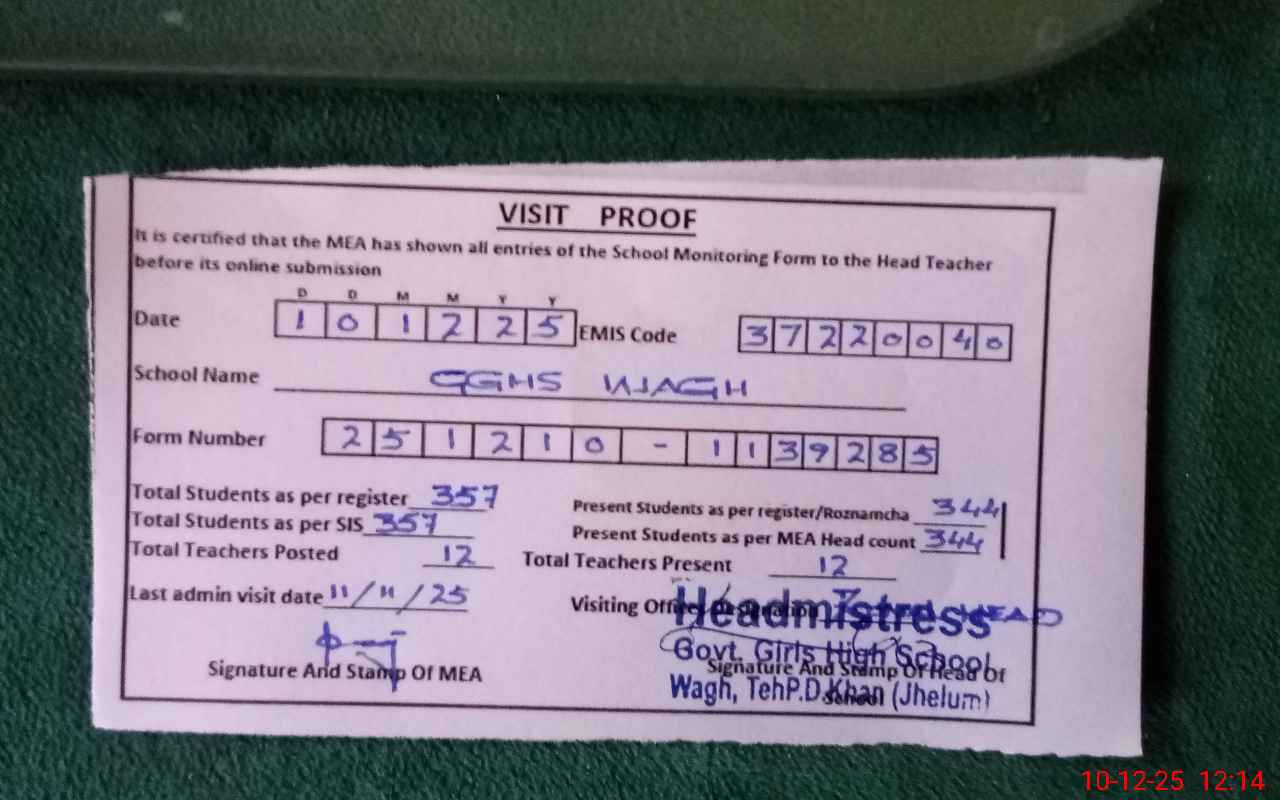 VISIT PROOF
It is certified that the MEA has shown all entries of the School Monitoring Form to the Head Teacher
before its online submission
D D M M Y Y
Date 1 0 1 2 2 5 EMIS Code 3 7 2 2 0 0 4 0
School Name GGHS WAGH
Form Number 2 5 1 2 1 0 - 1 1 3 9 2 8 5
Total Students as per register 357 Present Students as per register/Roznamcha 344
Total Students as per SIS 357 Present Students as per MEA Head count 344
Total Teachers Posted 12 Total Teachers Present 12
Last admin visit date 11/11/25 Visiting Officer Designation HEAD
Headmistress
Govt. Girls High School
Signature And Stamp Of MEA Signature And Stamp Of Head Of
School
Wagh, Teh P.D.Khan (Jhelum)
10-12-25 12:14